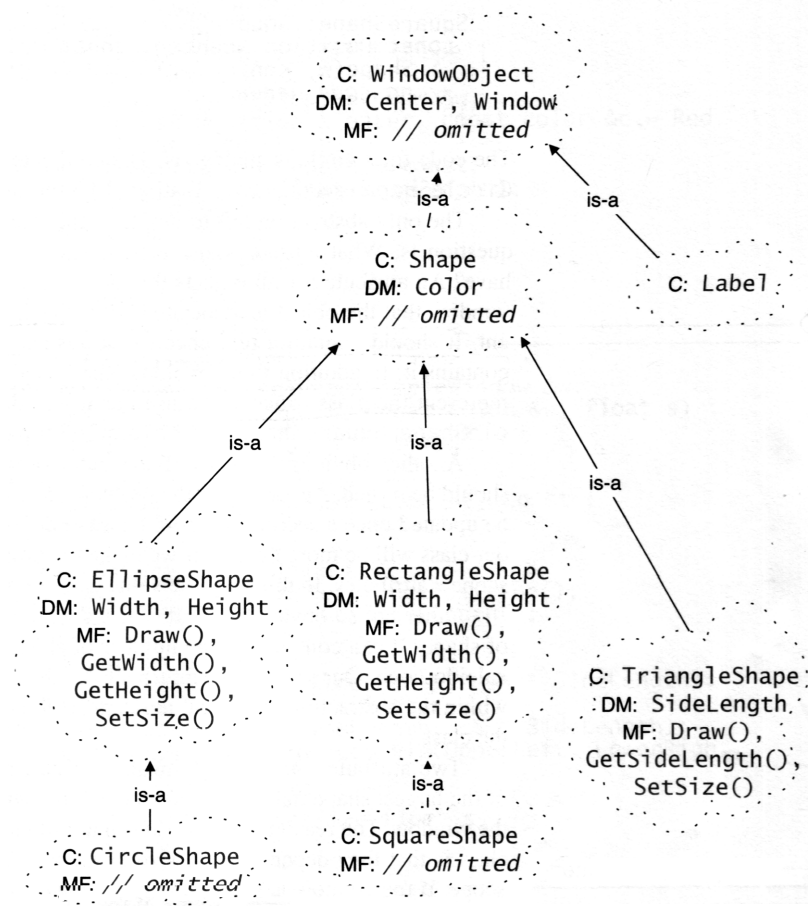 C: WindowObject
DM: Center, Window
MF: // omitted
is-a
is-a
C: Shape
DM: Color
MF: // omitted
C: Label
is-a
is-a
is-a
C: EllipseShape
DM: Width, Height
MF: Draw(),
GetWidth(),
GetHeight(),
SetSize()
C: RectangleShape
DM: Width, Height
MF: Draw(),
GetWidth(),
GetHeight(),
SetSize()
C: TriangleShape
DM: SideLength
MF: Draw(),
GetSideLength(),
SetSize()
is-a
is-a
C: CircleShape
MF: // omitted
C: SquareShape
MF: // omitted